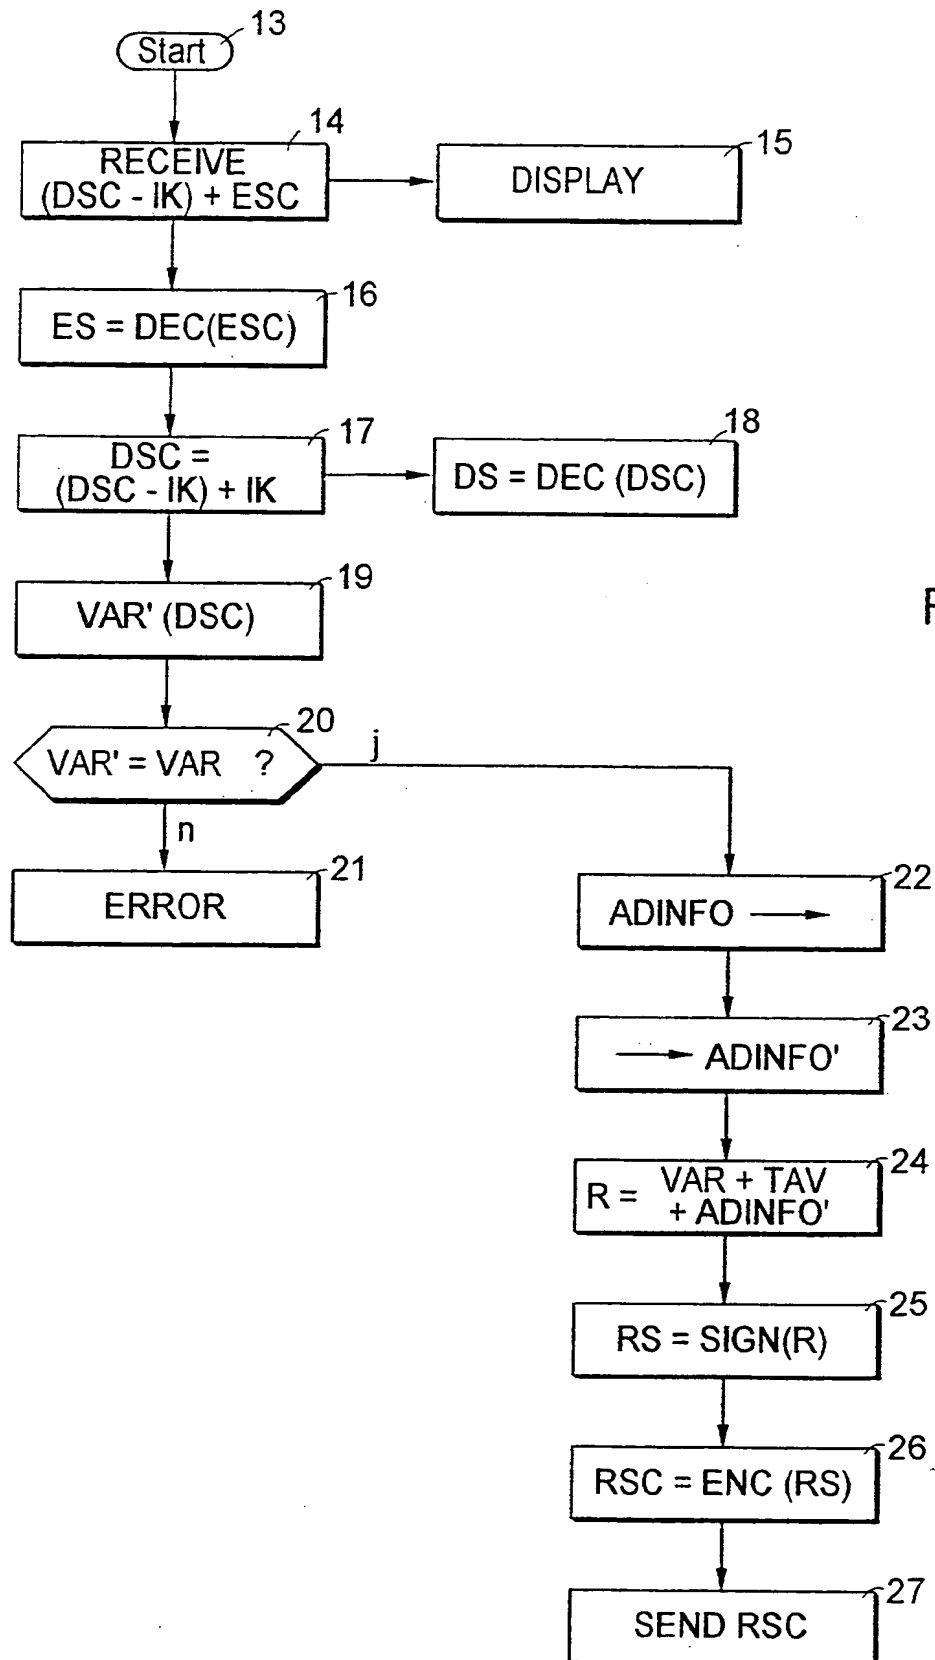 13
Start
14
RECEIVE
(DSC - IK) + ESC
15
DISPLAY
16
ES = DEC(ESC)
17
DSC =
(DSC - IK) + IK
18
DS = DEC (DSC)
19
VAR' (DSC)
20
VAR' = VAR ?
j
n
21
ERROR
22
ADINFO
23
ADINFO'
24
R = VAR + TAV
+ ADINFO'
25
RS = SIGN(R)
26
RSC = ENC (RS)
27
SEND RSC